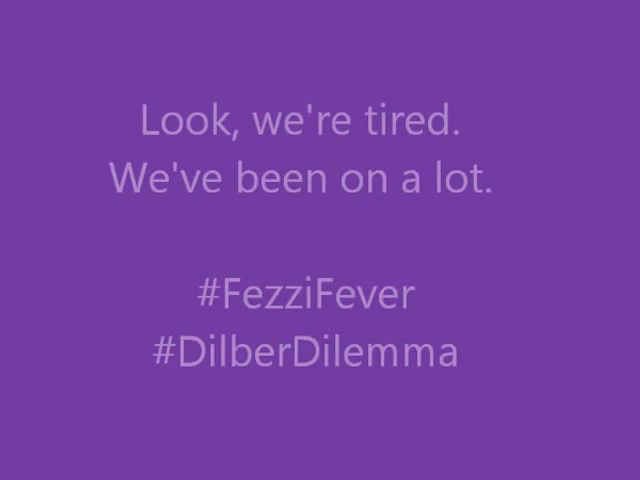 Look, we're tired.
We've been on a lot.
#FezziFever
#DilberDilemma